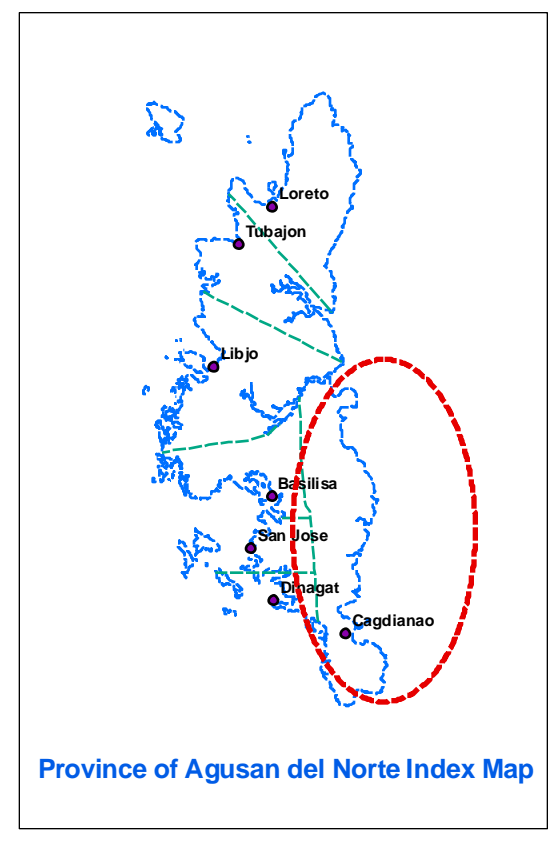 Loreto
Tubajon
Libjo
Basilisa
San Jose
Dinagat
Cagdianao
Province of Agusan del Norte Index Map